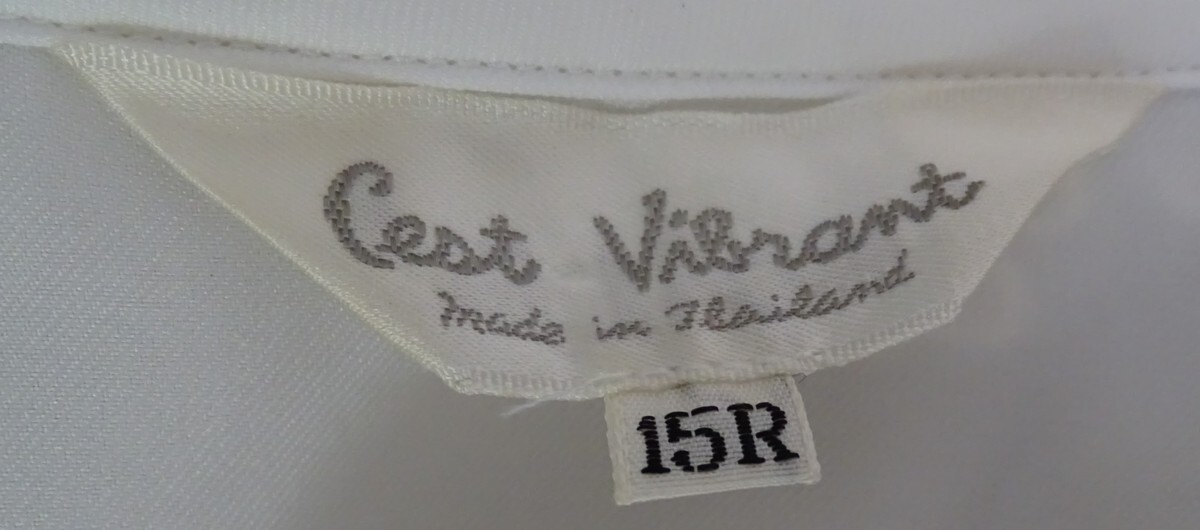 Cest Vibrant
made in Thailand
15R